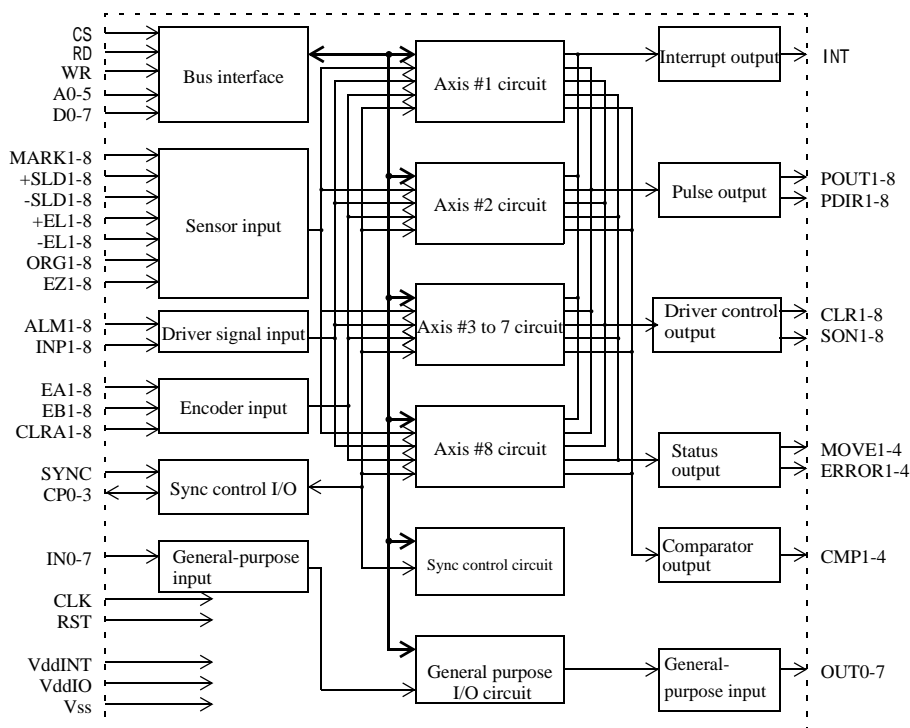 CS
RD
WR
A0-5
D0-7
Bus interface
Axis #1 circuit
Interrupt output
INT
MARK1-8
+SLD1-8
-SLD1-8
+EL1-8
-EL1-8
ORG1-8
EZ1-8
Sensor input
Axis #2 circuit
Pulse output
POUT1-8
PDIR1-8
ALM1-8
INP1-8
Driver signal input
Axis #3 to 7 circuit
Driver control
output
CLR1-8
SON1-8
EA1-8
EB1-8
CLRA1-8
Encoder input
Axis #8 circuit
Status
output
MOVE1-4
ERROR1-4
SYNC
CP0-3
Sync control I/O
IN0-7
General-purpose
input
Sync control circuit
Comparator
output
CMP1-4
CLK
RST
VddINT
VddIO
Vss
General purpose
I/O circuit
General-
purpose input
OUT0-7